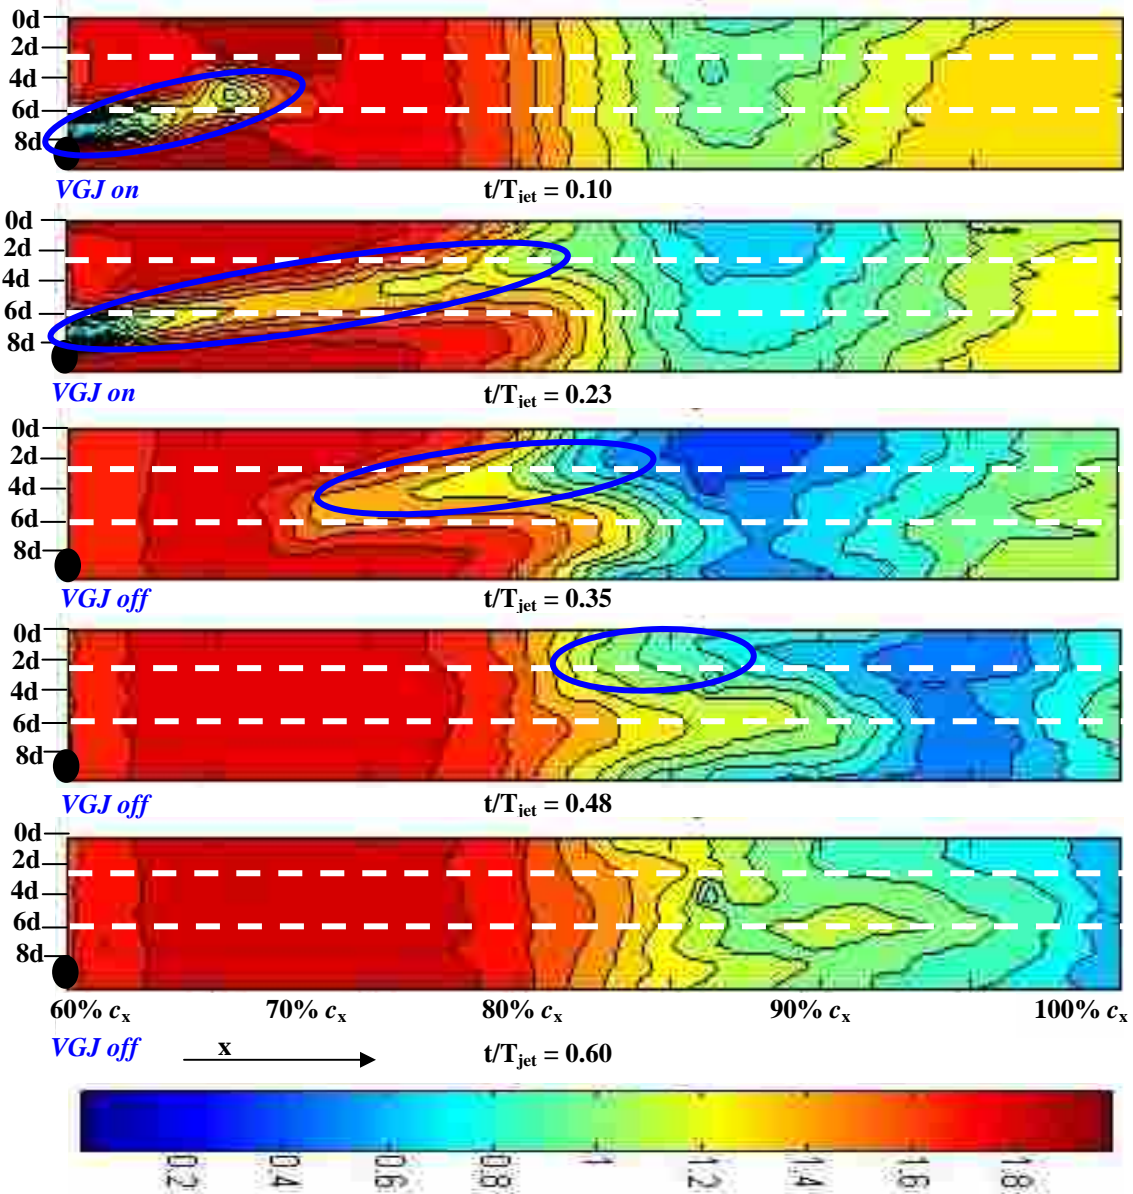 0d
2d
4d
6d
8d
VGJ on t/Tjet = 0.10
0d
2d
4d
6d
8d
VGJ on t/Tjet = 0.23
0d
2d
4d
6d
8d
VGJ off t/Tjet = 0.35
0d
2d
4d
6d
8d
VGJ off t/Tjet = 0.48
0d
2d
4d
6d
8d
60% cx 70% cx 80% cx 90% cx 100% cx
VGJ off x t/Tjet = 0.60
0.2 0.4 0.6 0.8 1 1.2 1.4 1.6 1.8